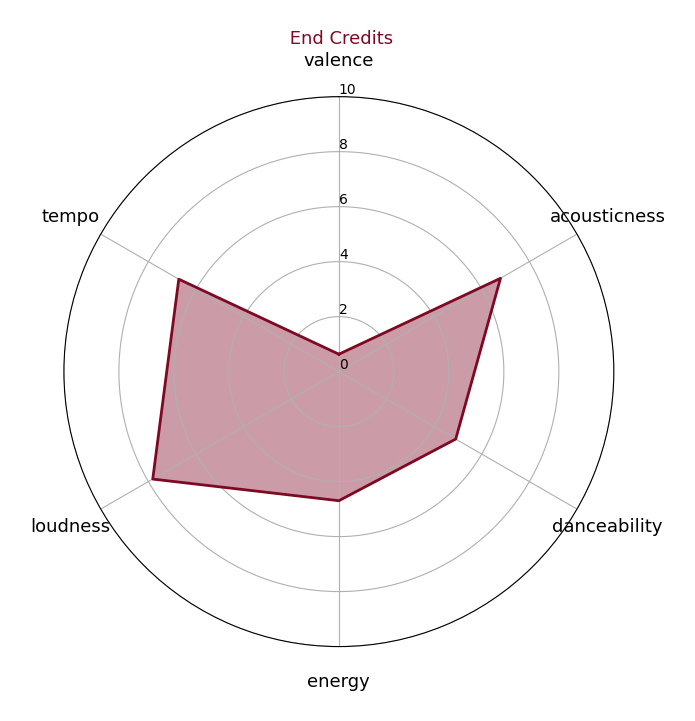 End Credits
valence
10
8
6
4
2
0
tempo
acousticness
loudness
danceability
energy